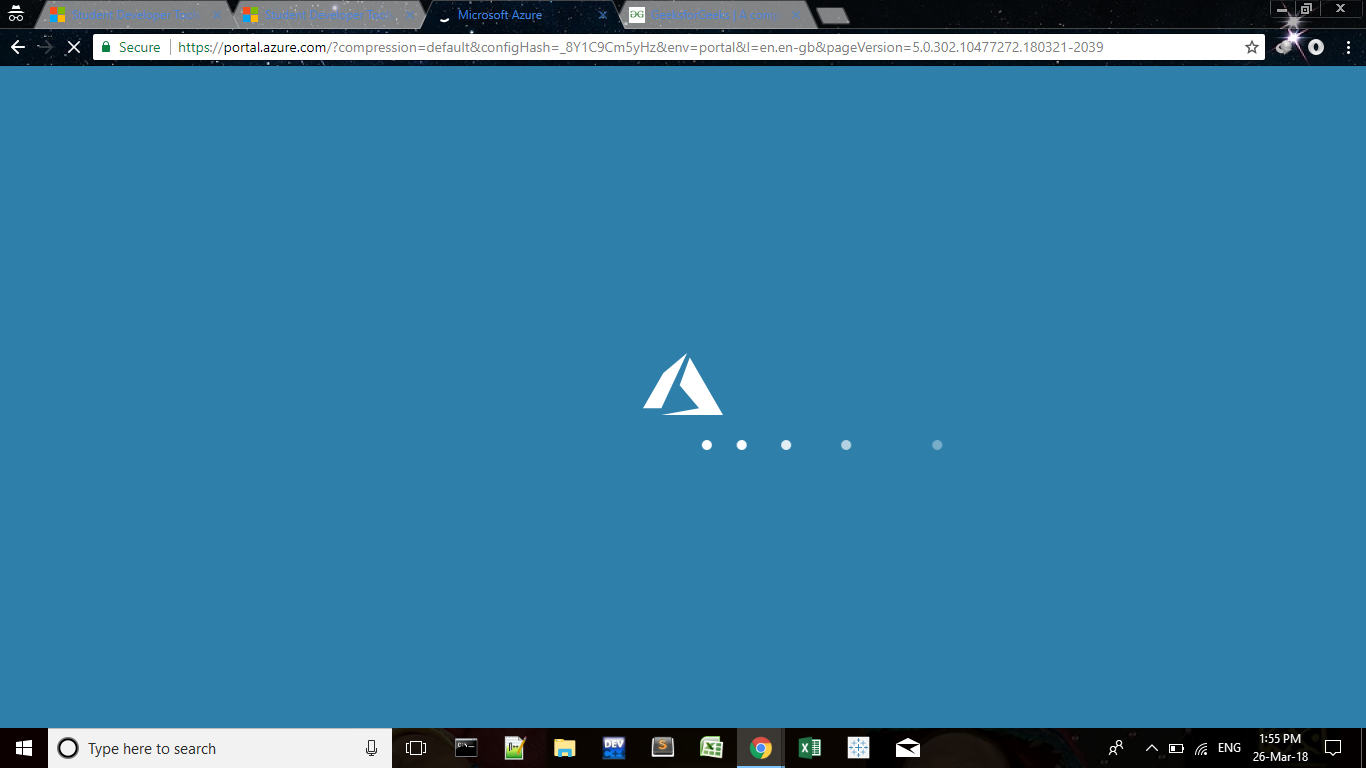 Student Developer Tool
Student Developer Too
Microsoft Azure
GeeksforGeeks | A com
Secure
https://portal.azure.com/?compression=default&configHash=_8Y1C9Cm5yHz&env=portal&l=en.en-gb&pageVersion=5.0.302.10477272.180321-2039
Type here to search
DEV
ENG
1:55 PM
26-Mar-18